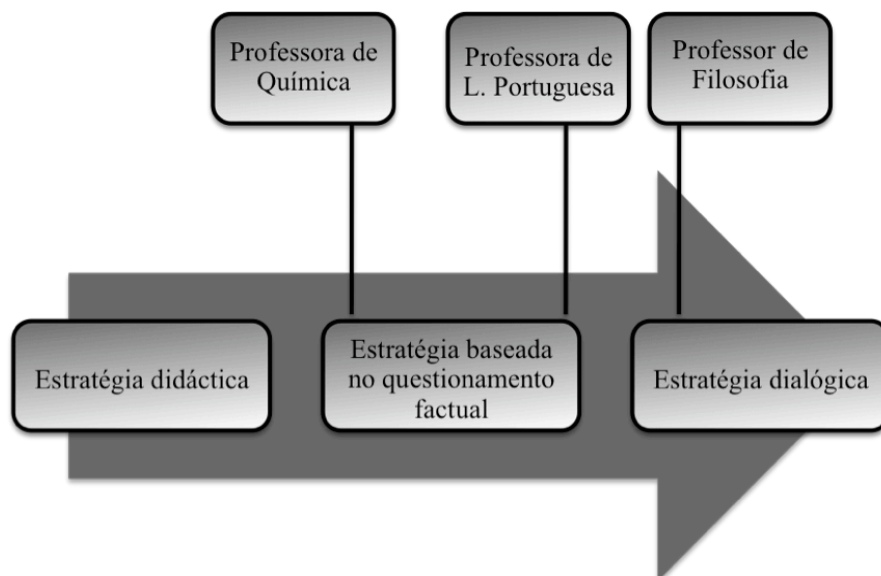 Professora de
Química
Professora de
L. Portuguesa
Professor de
Filosofia
Estratégia didáctica
Estratégia baseada
no questionamento
factual
Estratégia dialógica